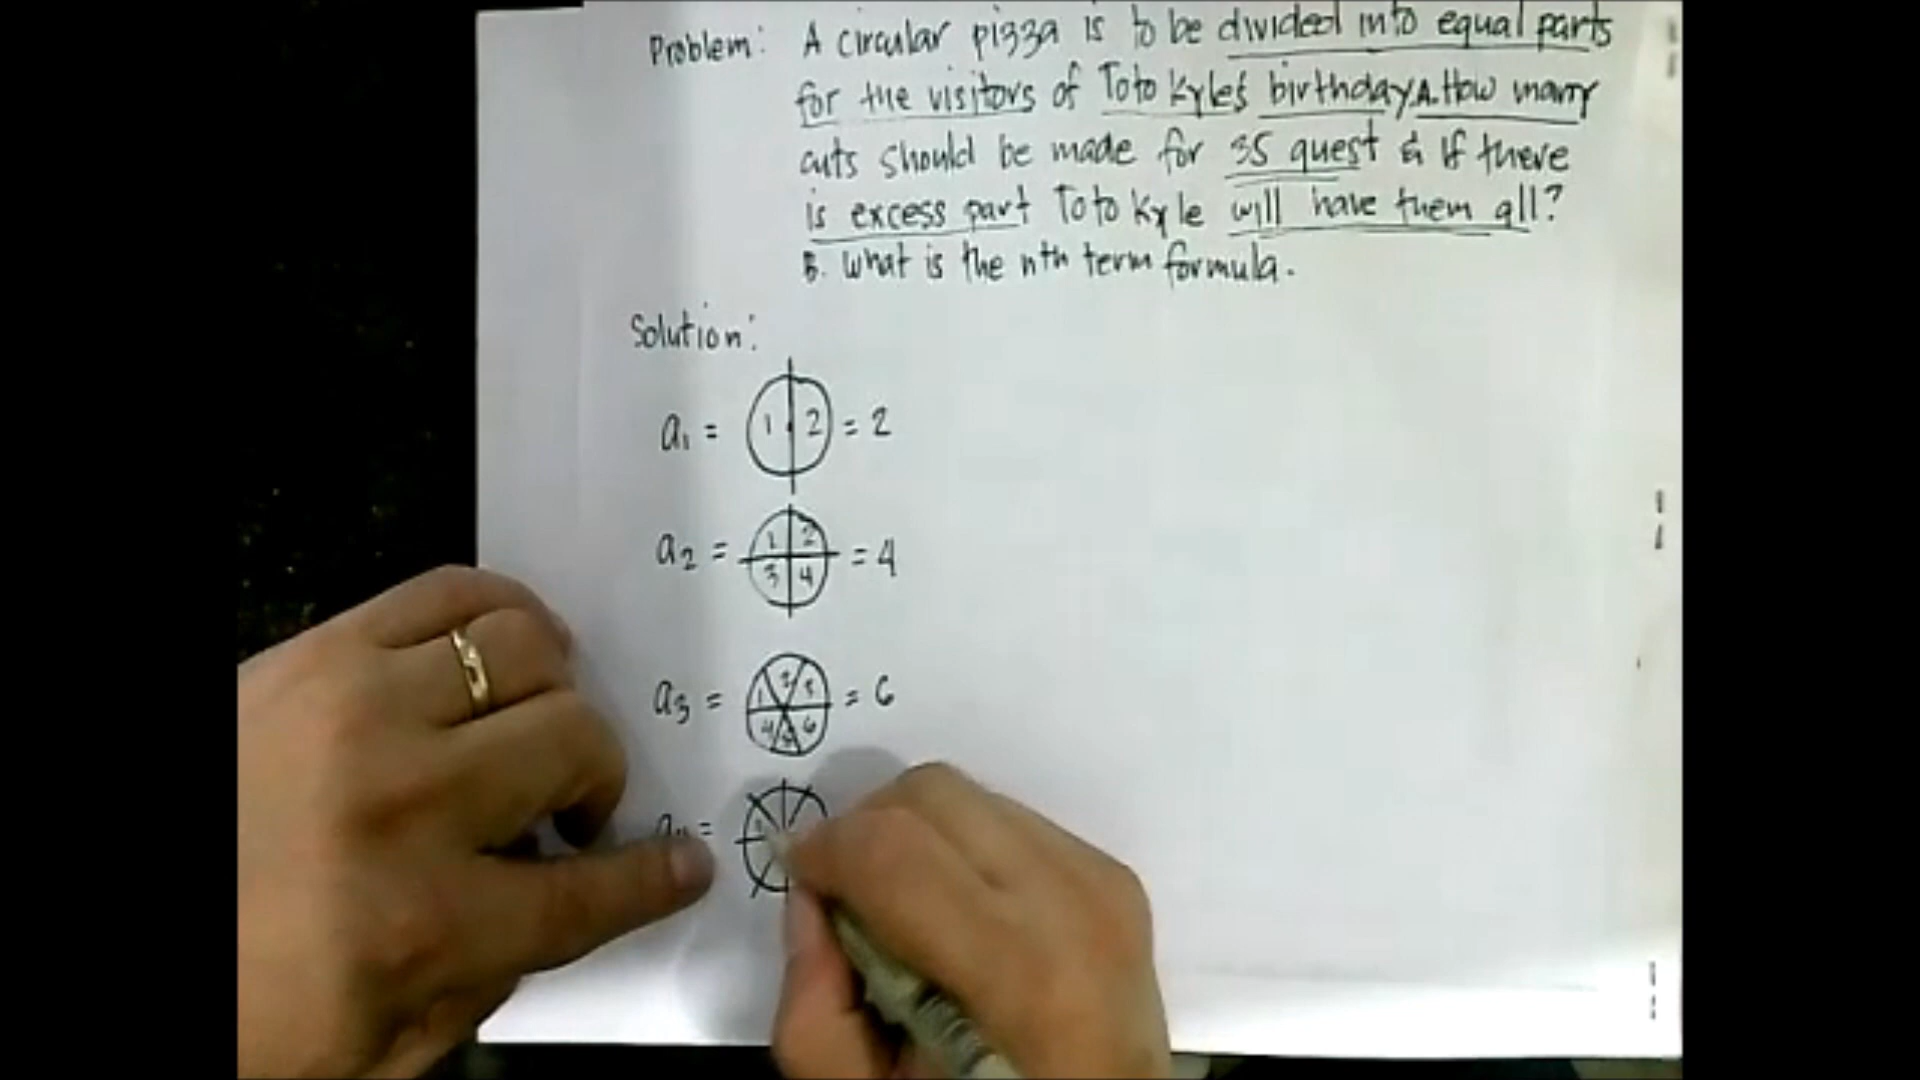 Problem: A circular pizza is to be divided into equal parts
for the visitors of Toto Kyle's birthday. A. How many
cuts should be made for 35 quest & if there
is excess part Toto Kyle will have them all?
B. What is the nth term formula.
Solution:
a1 = 1 2 = 2
a2 = 1 2 3 4 = 4
a3 = 1 2 3 4 5 6 = 6
a4 = 1